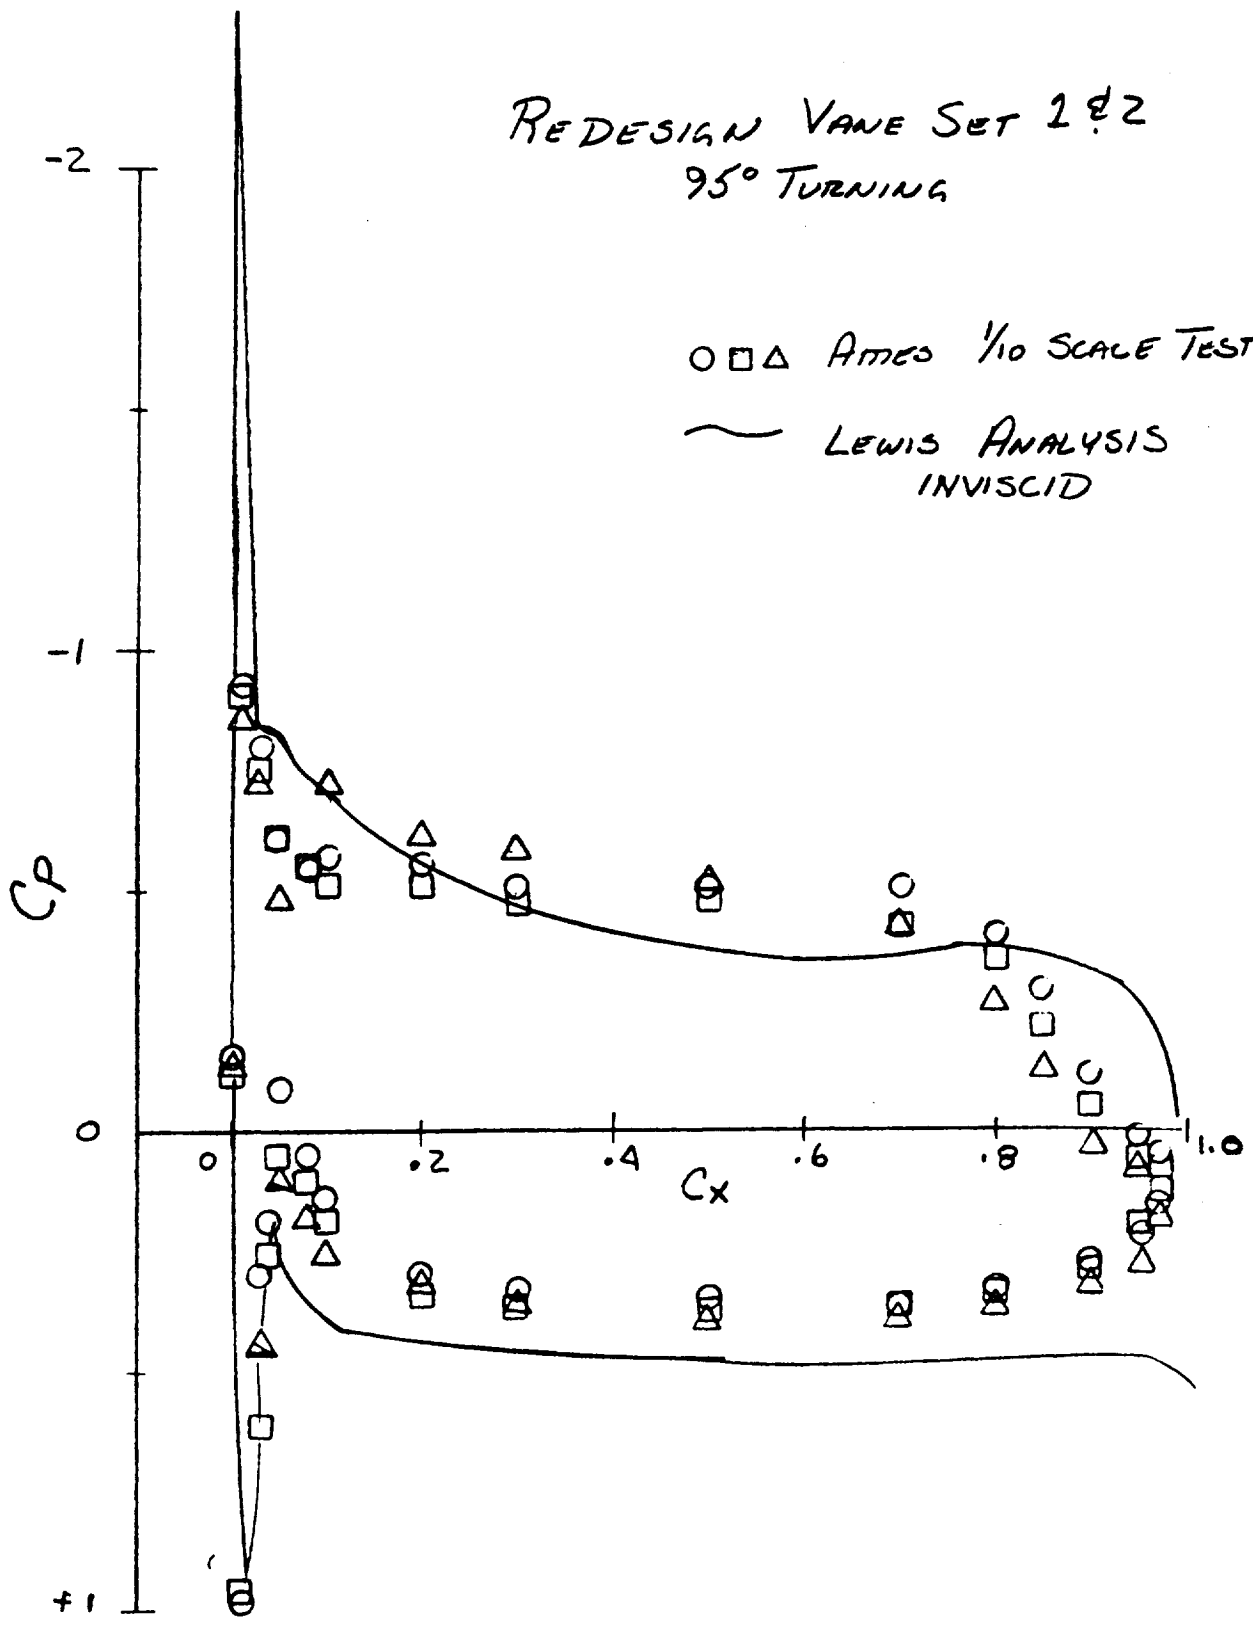 REDESIGN VANE SET 1 & 2
95° TURNING
-2
○ □ △ AMES 1/10 SCALE TEST
LEWIS ANALYSIS
INVISCID
-1
Cp
0
0 .2 .4 .6 .8 1.0
Cx
+1